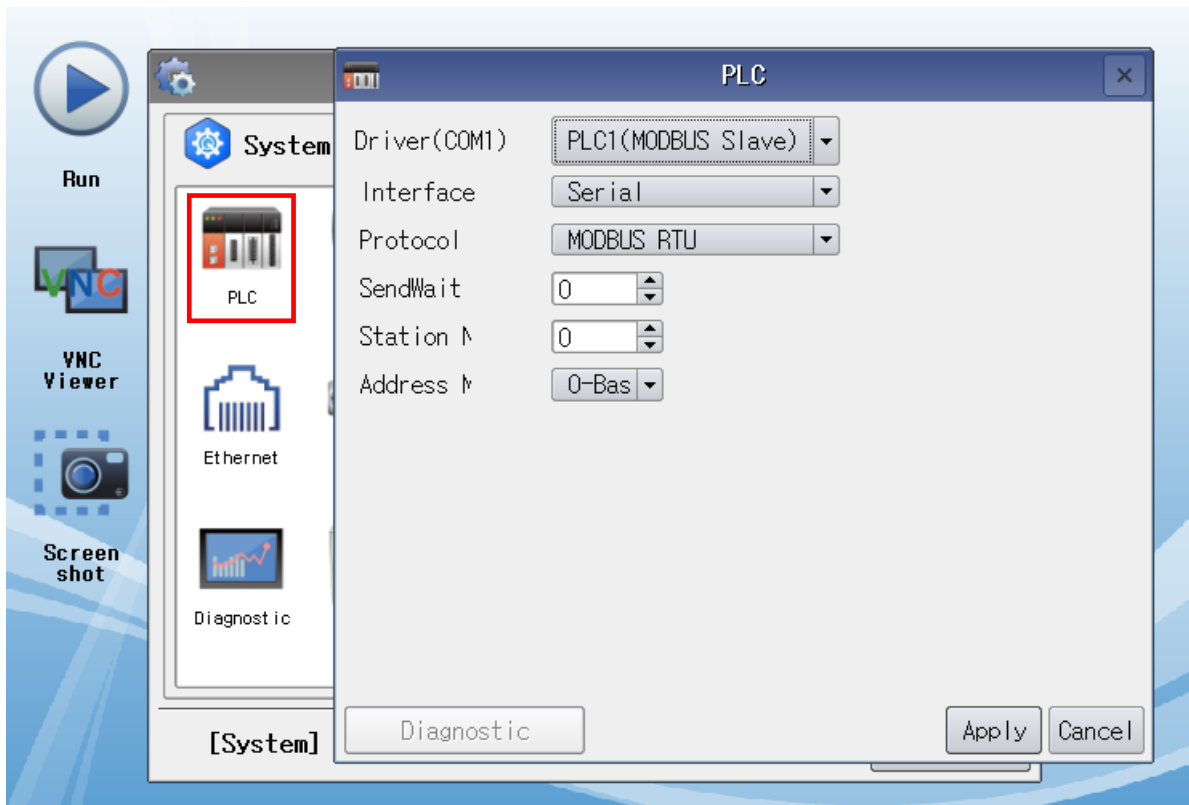 Run
VNC
VNC
Viewer
Screen
shot
System
PLC
Ethernet
Diagnostic
[System]
PLC
Driver(COM1) PLC1(MODBUS Slave)
Interface Serial
Protocol MODBUS RTU
SendWait 0
Station N 0
Address M 0-Bas
Diagnostic Apply Cancel